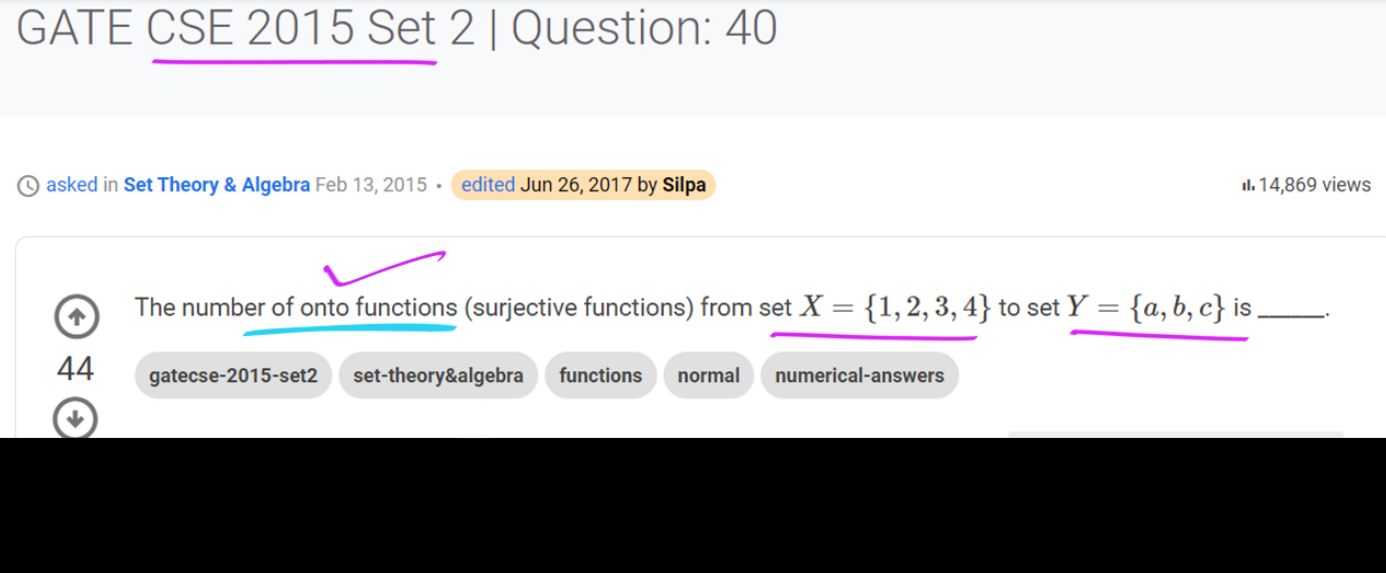 GATE CSE 2015 Set 2 | Question: 40
asked in Set Theory & Algebra Feb 13, 2015 • edited Jun 26, 2017 by Silpa 14,869 views
The number of onto functions (surjective functions) from set X = {1, 2, 3, 4} to set Y = {a, b, c} is ______.
44
gatecse-2015-set2 set-theory&algebra functions normal numerical-answers